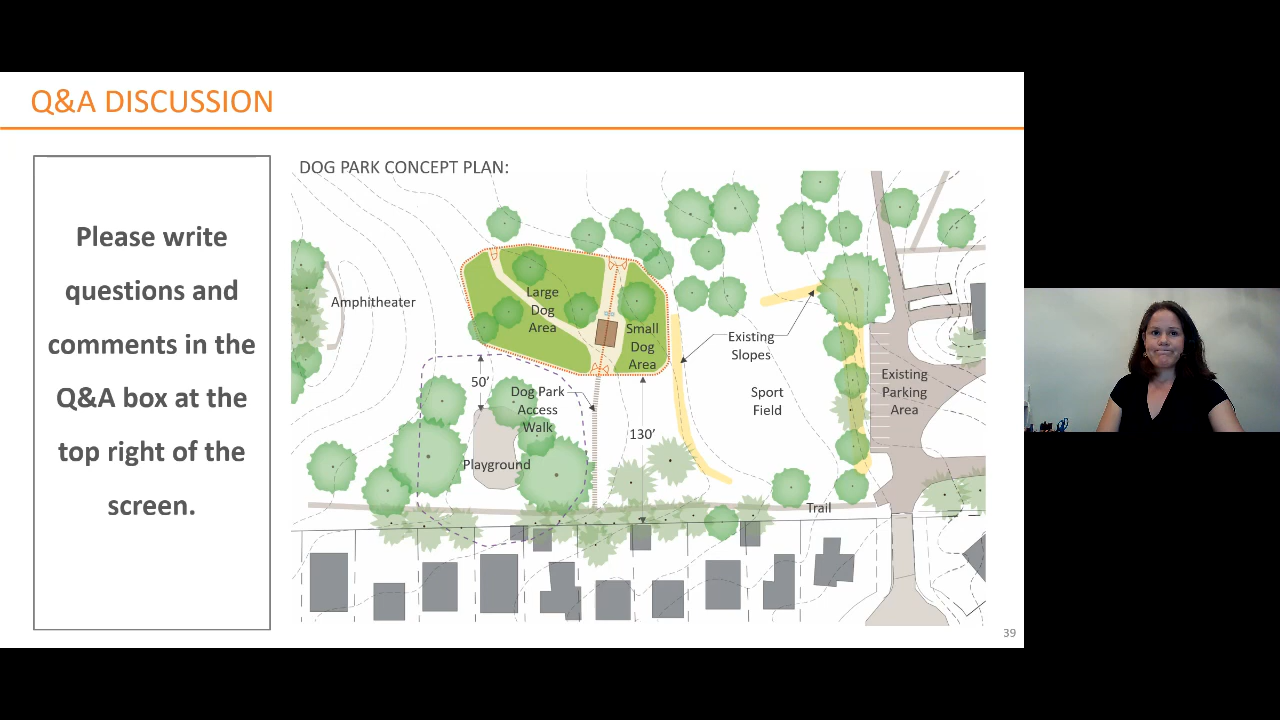 Q&A DISCUSSION
Please write
questions and
comments in the
Q&A box at the
top right of the
screen.
DOG PARK CONCEPT PLAN:
Amphitheater
Large
Dog
Area
Small
Dog
Area
Existing
Slopes
50’
Dog Park
Access
Walk
Sport
Field
Existing
Parking
Area
130’
Playground
Trail
39